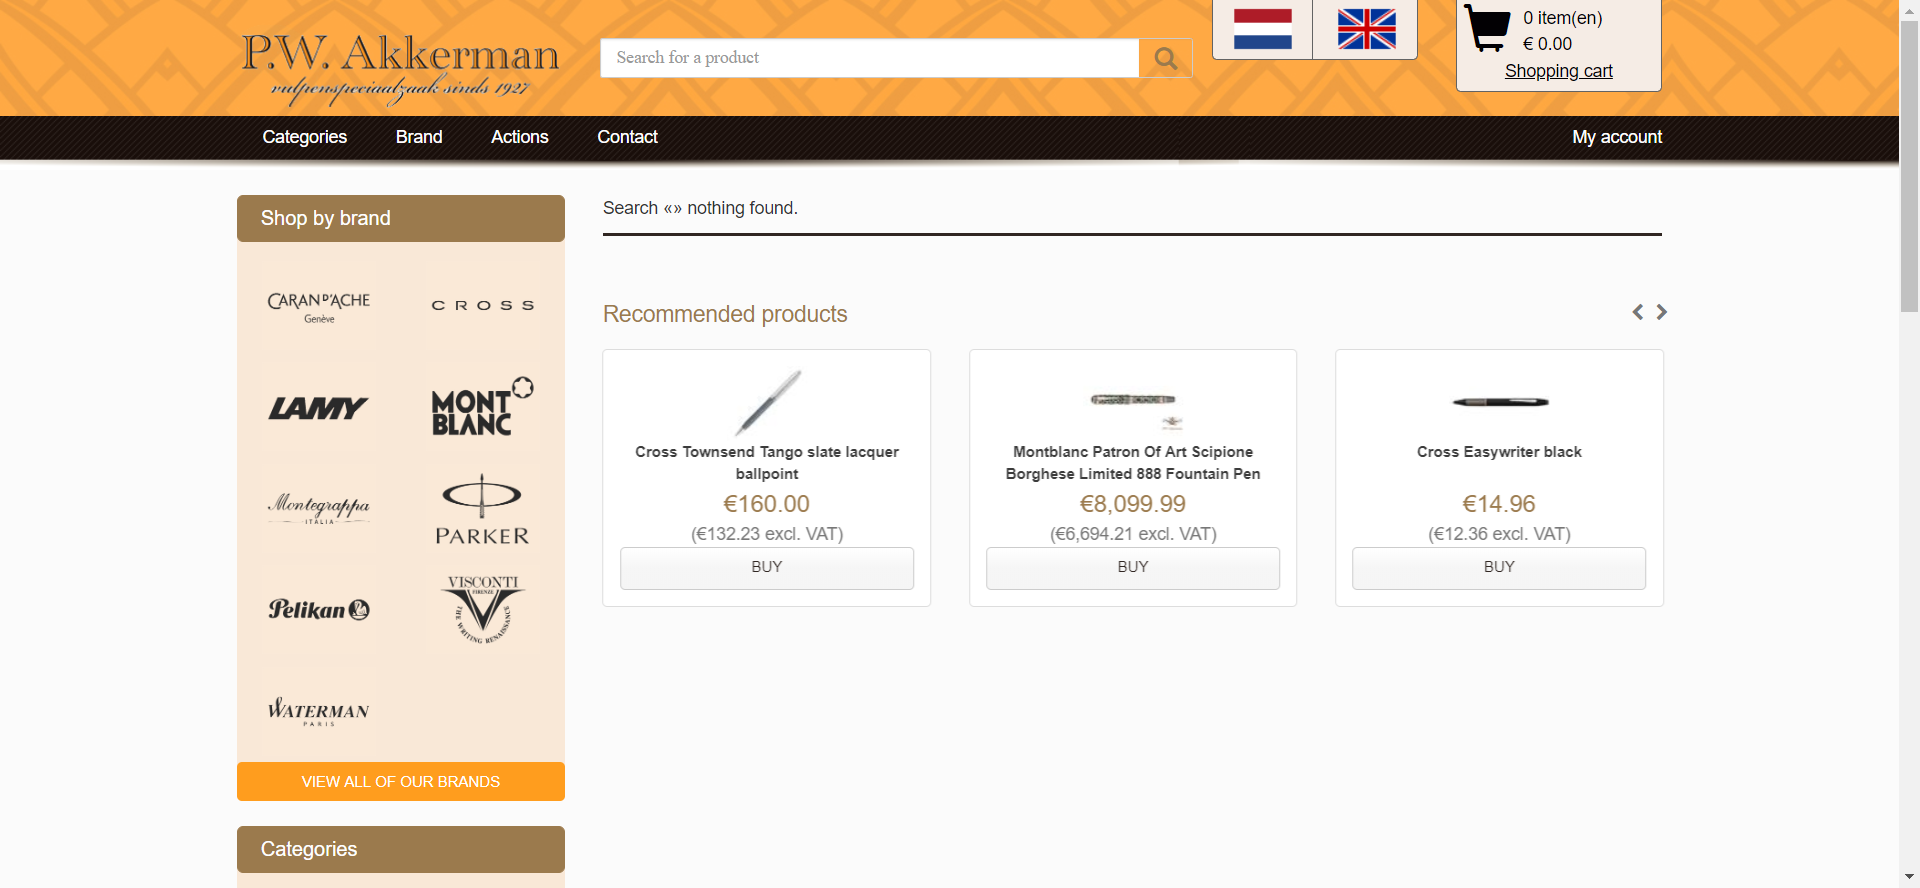 P.W. Akkerman
vulpenspeciaalzaak sinds 1927
Search for a product
0 item(en)
€ 0.00
Shopping cart
Categories
Brand
Actions
Contact
My account
Shop by brand
Search «» nothing found.
CARAN D'ACHE
Genève
CROSS
LAMY
MONT
BLANC
Montegrappa
ITALIA
PARKER
Pelikan
VISCONTI
FIRENZE
THE WRITING RENAISSANCE
WATERMAN
PARIS
VIEW ALL OF OUR BRANDS
Categories
Recommended products
Cross Townsend Tango slate lacquer
ballpoint
€160.00
(€132.23 excl. VAT)
BUY
Montblanc Patron Of Art Scipione
Borghese Limited 888 Fountain Pen
€8,099.99
(€6,694.21 excl. VAT)
BUY
Cross Easywriter black
€14.96
(€12.36 excl. VAT)
BUY